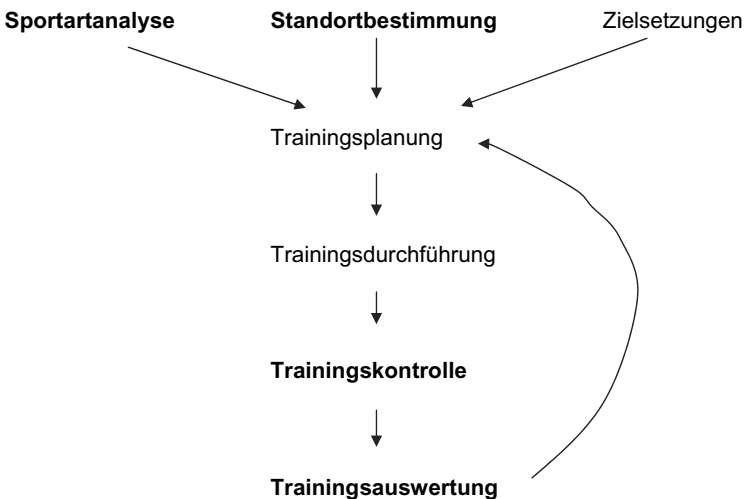 Sportartanalyse Standortbestimmung Zielsetzungen
Trainingsplanung
Trainingsdurchführung
Trainingskontrolle
Trainingsauswertung